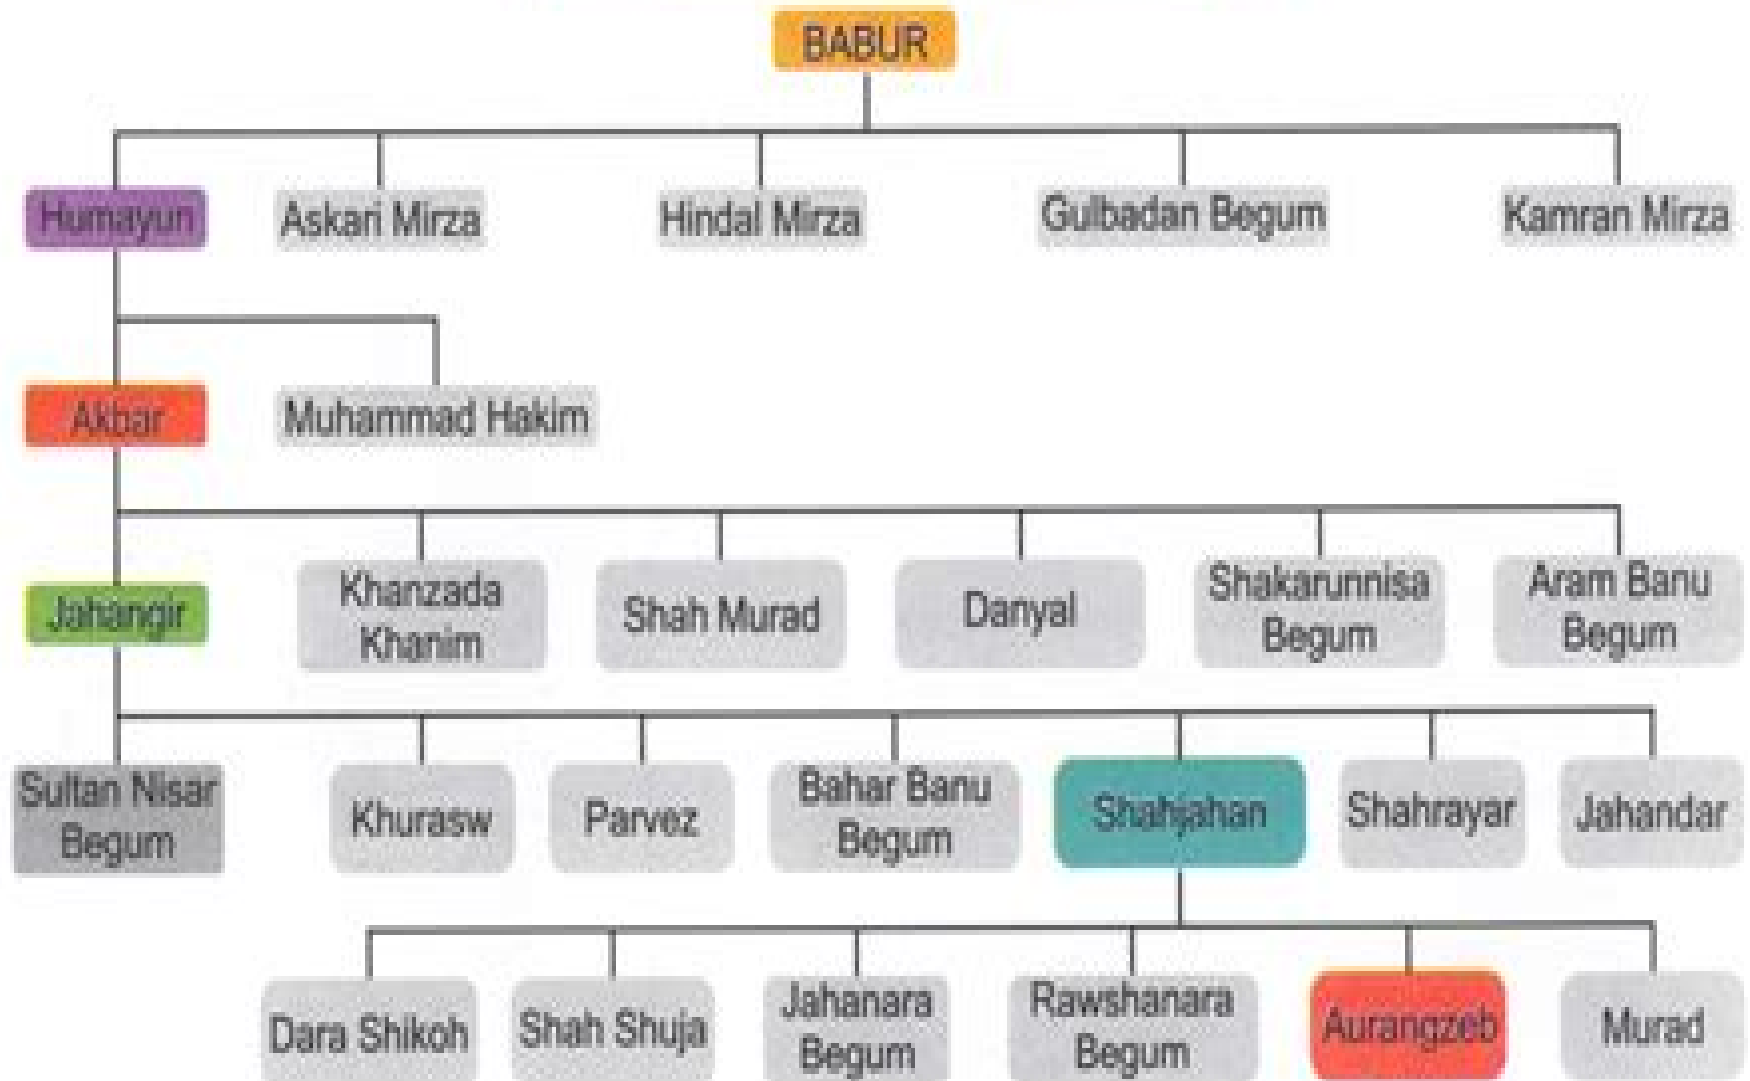 BABUR
Humayun
Askari Mirza
Hindal Mirza
Gulbadan Begum
Kamran Mirza
Akbar
Muhammad Hakim
Jahangir
Khanzada
Khanim
Shah Murad
Danyal
Shakarunnisa
Begum
Aram Banu
Begum
Sultan Nisar
Begum
Khurasw
Parvez
Bahar Banu
Begum
Shahjahan
Shahrayar
Jahandar
Dara Shikoh
Shah Shuja
Jahanara
Begum
Rawshanara
Begum
Aurangzeb
Murad